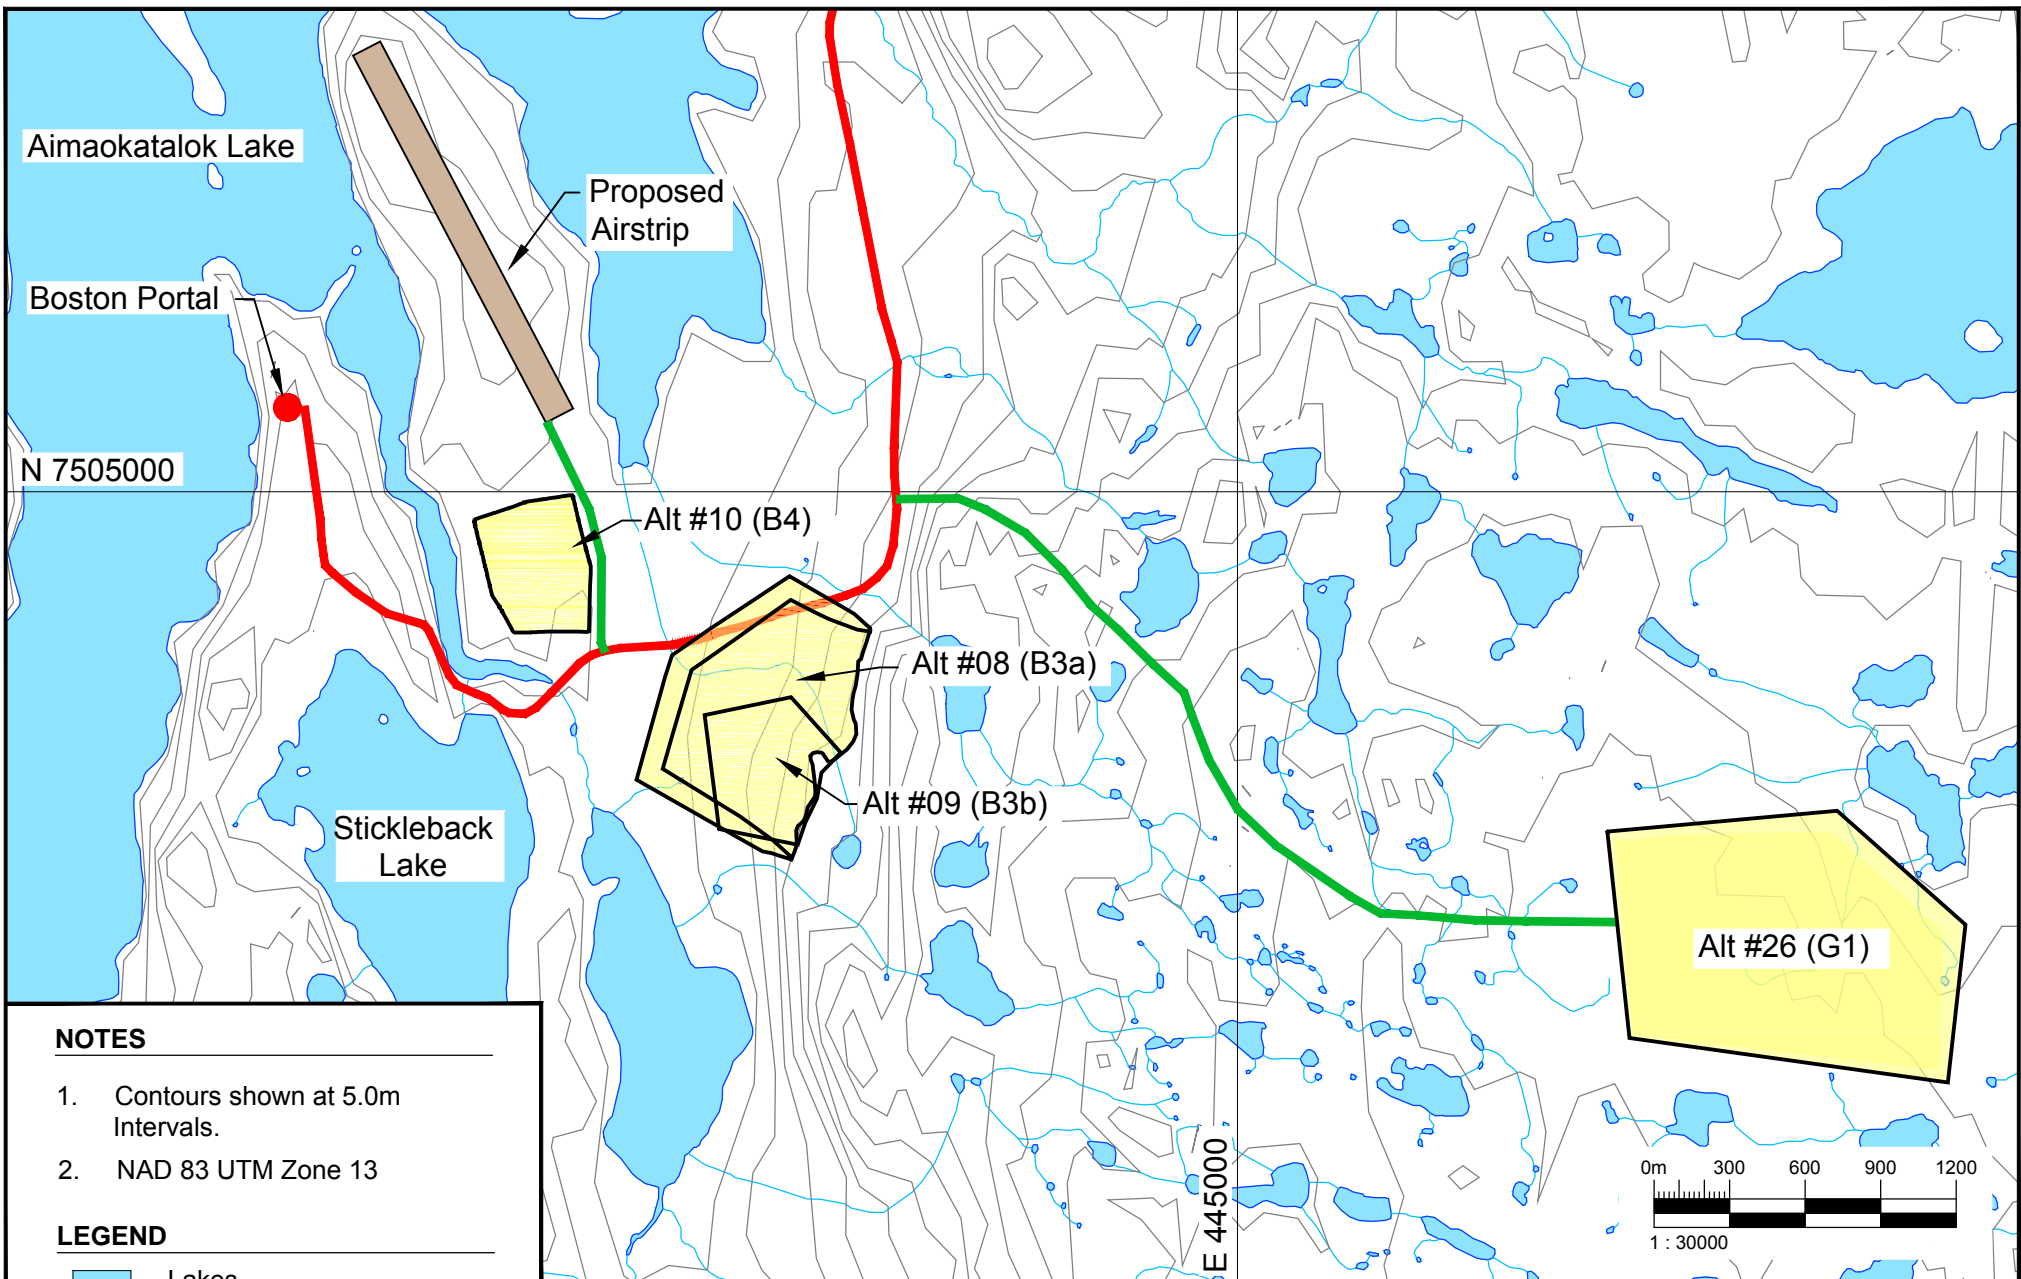 Aimaokatalok Lake
Proposed
Airstrip
Boston Portal
N 7505000
Alt #10 (B4)
Alt #08 (B3a)
Alt #09 (B3b)
Stickleback
Lake
Alt #26 (G1)
NOTES
1. Contours shown at 5.0m
Intervals.
2. NAD 83 UTM Zone 13
LEGEND
Lakes
E 445000
0m 300 600 900 1200
1 : 30000